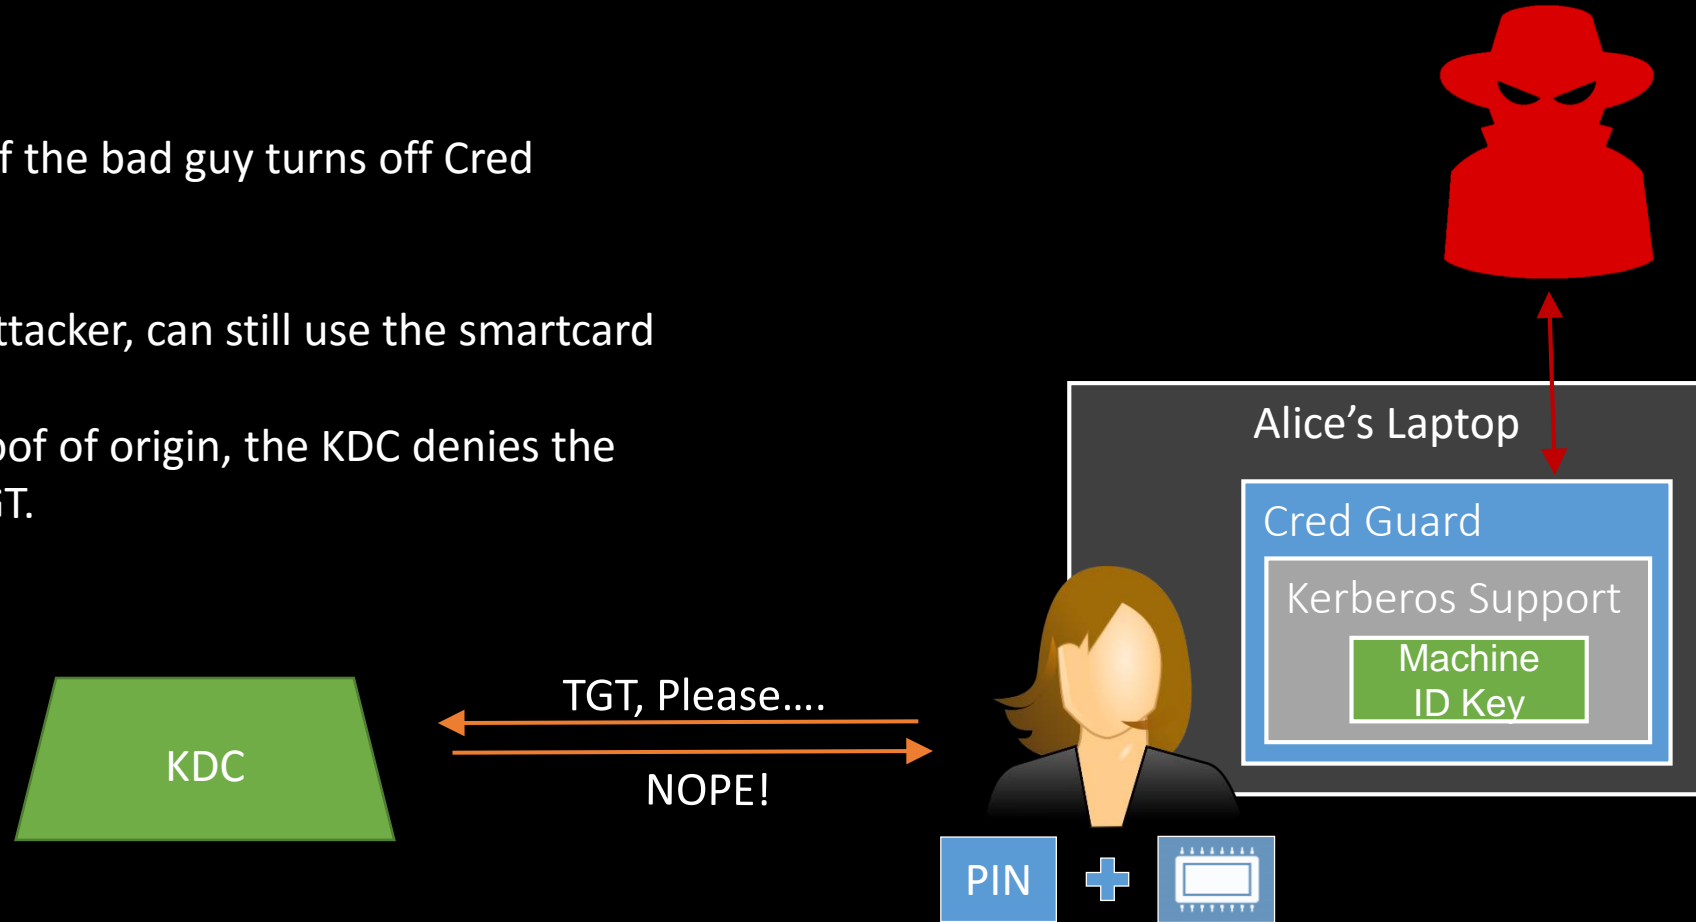 f the bad guy turns off Cred
ttacker, can still use the smartcard
oof of origin, the KDC denies the
GT.
Alice’s Laptop
Cred Guard
Kerberos Support
Machine
ID Key
TGT, Please....
KDC
NOPE!
PIN